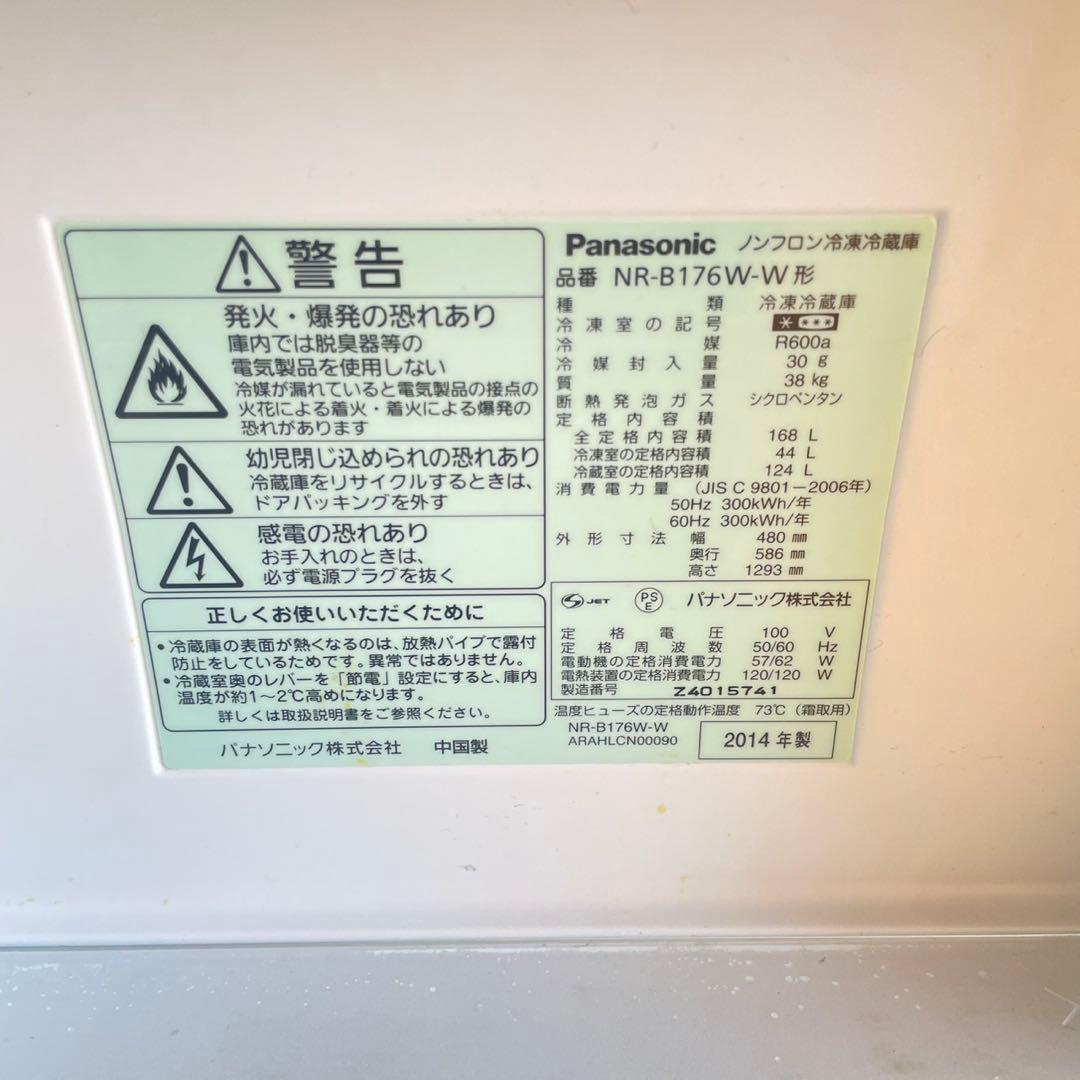 警告
発火・爆発の恐れあり
庫内では脱臭器等の
電気製品を使用しない
冷媒が漏れていると電気製品の接点の
火花による着火・着火による爆発の
恐れがあります
幼児閉じ込められの恐れあり
冷蔵庫をリサイクルするときは、
ドアパッキングを外す
感電の恐れあり
お手入れのときは、
必ず電源プラグを抜く
正しくお使いいただくために
・冷蔵庫の表面が熱くなるのは、放熱パイプで露付
防止をしているためです。異常ではありません。
・冷蔵室奥のレバーを「節電」設定にすると、庫内
温度が約1～2℃高めになります。
詳しくは取扱説明書をご参照ください。
パナソニック株式会社 中国製
Panasonic ノンフロン冷凍冷蔵庫
品番 NR-B176W-W 形
種類 冷凍冷蔵庫
冷凍室の記号 ****
冷媒 R600a
冷媒封入量 30 g
質量 38 kg
断熱発泡ガス シクロペンタン
定格内容積
全定格内容積 168 L
冷凍室の定格内容積 44 L
冷蔵室の定格内容積 124 L
消費電力量 (JIS C 9801-2006年)
50Hz 300kWh/年
60Hz 300kWh/年
外形寸法 幅 480 mm
奥行 586 mm
高さ 1293 mm
S JET PSE パナソニック株式会社
定格電圧 100 V
定格周波数 50/60 Hz
電動機の定格消費電力 57/62 W
電熱装置の定格消費電力 120/120 W
製造番号 Z4015741
温度ヒューズの定格動作温度 73℃ (霜取用)
NR-B176W-W
ARAHLCN00090
2014 年製